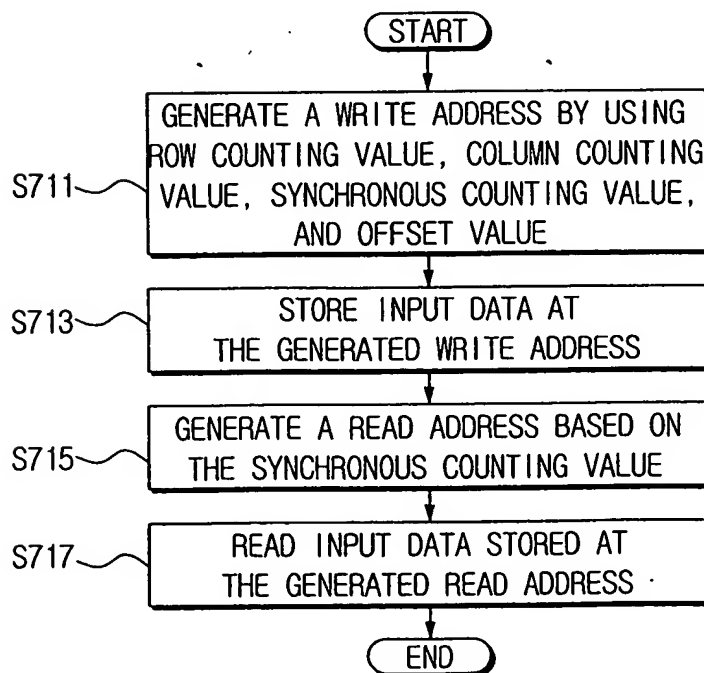 START
GENERATE A WRITE ADDRESS BY USING
ROW COUNTING VALUE, COLUMN COUNTING
VALUE, SYNCHRONOUS COUNTING VALUE,
AND OFFSET VALUE
S711
STORE INPUT DATA AT
THE GENERATED WRITE ADDRESS
S713
GENERATE A READ ADDRESS BASED ON
THE SYNCHRONOUS COUNTING VALUE
S715
READ INPUT DATA STORED AT
THE GENERATED READ ADDRESS
S717
END